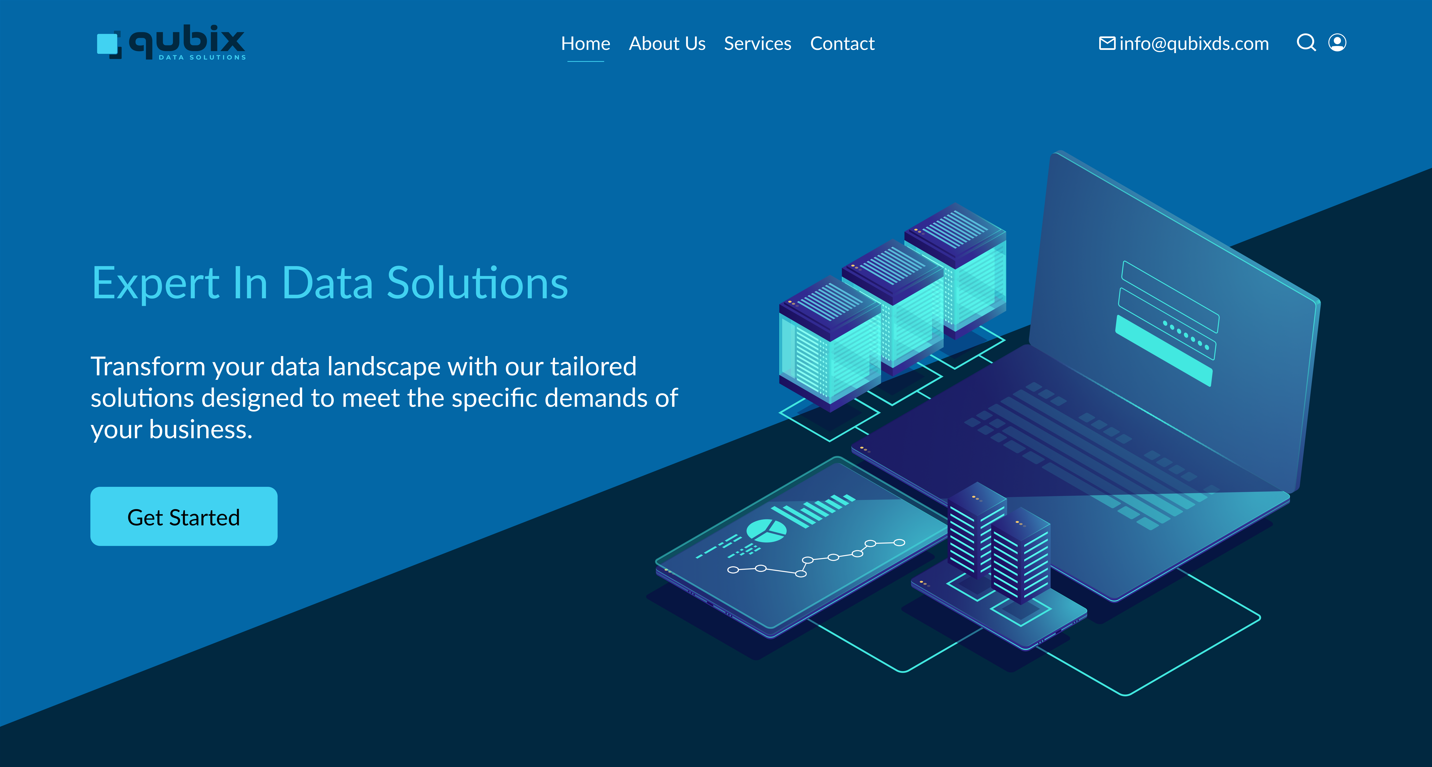 qubix
DATA SOLUTIONS
Home About Us Services Contact
info@qubixds.com
Expert In Data Solutions
Transform your data landscape with our tailored
solutions designed to meet the specific demands of
your business.
Get Started